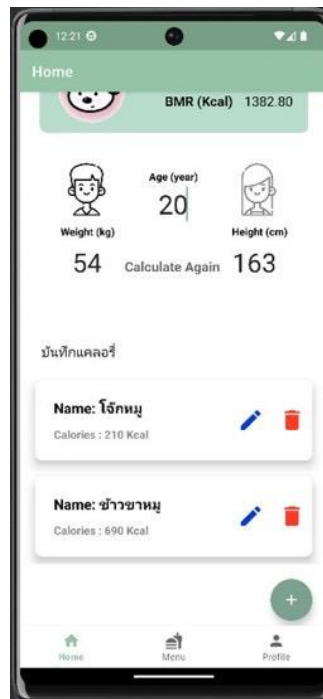 12:21
Home
BMR (Kcal) 1382.80
Age (year)
20
Weight (kg)
Height (cm)
54 Calculate Again 163
บันทึกแคลอรี่
Name: โจ๊กหมู
Calories : 210 Kcal
Name: ข้าวขาหมู
Calories : 690 Kcal
+
Home Menu Profile